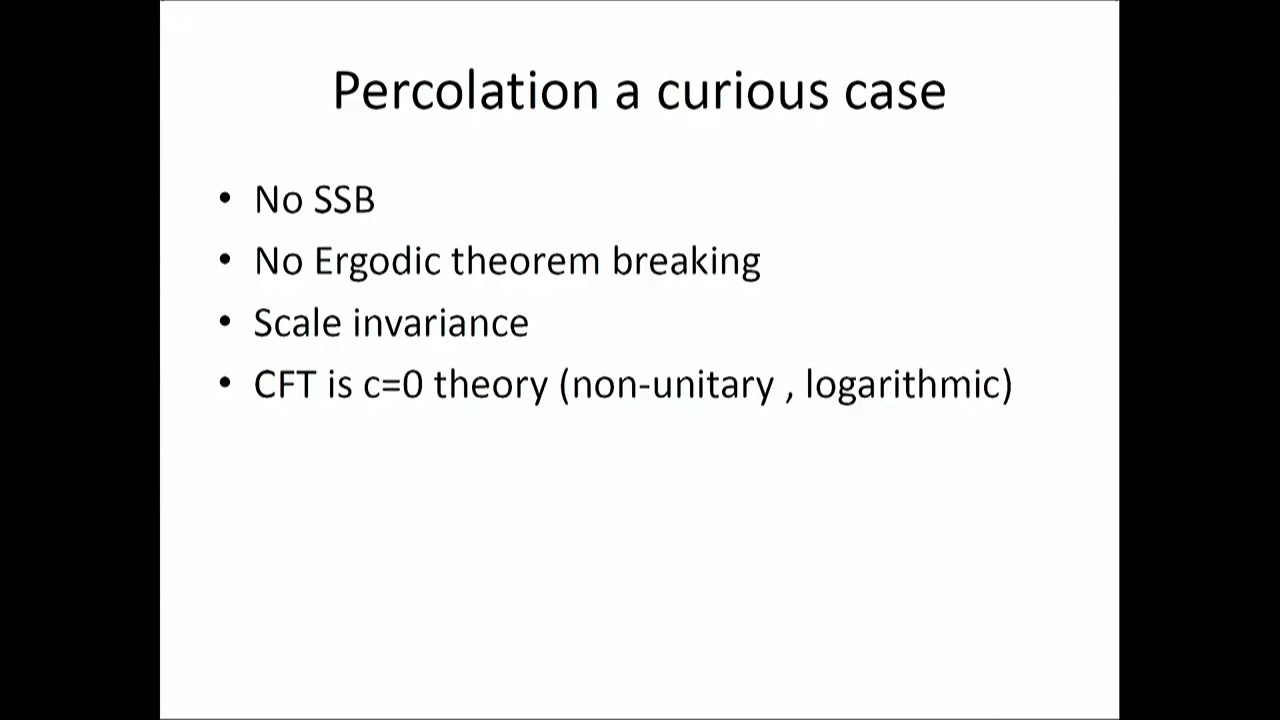 Percolation a curious case
• No SSB
• No Ergodic theorem breaking
• Scale invariance
• CFT is c=0 theory (non-unitary , logarithmic)